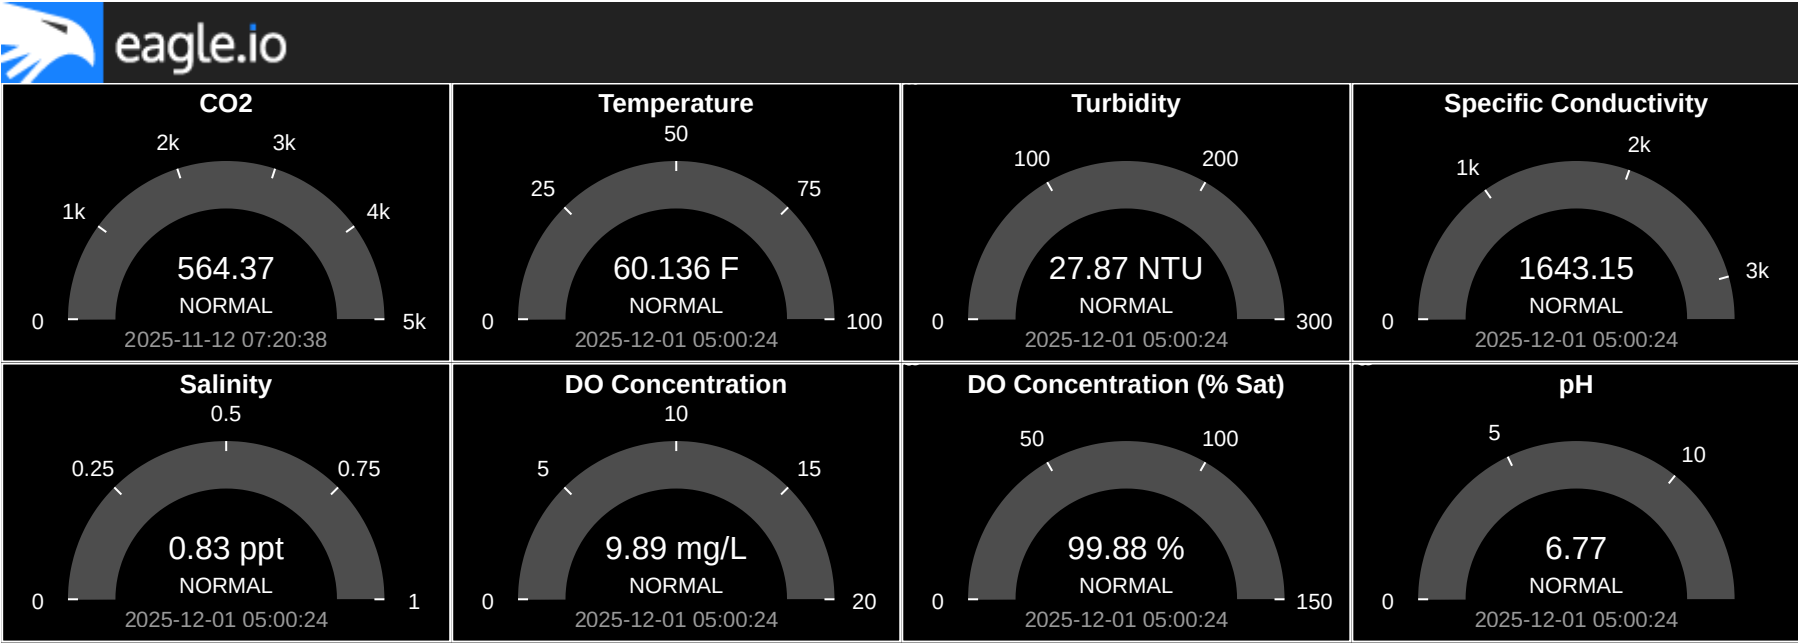 eagle.io
CO2
2k
3k
1k
4k
564.37
NORMAL
0
5k
2025-11-12 07:20:38
Temperature
50
25
75
60.136 F
NORMAL
0
100
2025-12-01 05:00:24
Turbidity
100
200
27.87 NTU
NORMAL
0
300
2025-12-01 05:00:24
Specific Conductivity
2k
1k
3k
1643.15
NORMAL
0
2025-12-01 05:00:24
Salinity
0.5
0.25
0.75
0.83 ppt
NORMAL
0
1
2025-12-01 05:00:24
DO Concentration
10
5
15
9.89 mg/L
NORMAL
0
20
2025-12-01 05:00:24
DO Concentration (% Sat)
50
100
99.88 %
NORMAL
0
150
2025-12-01 05:00:24
pH
5
10
6.77
NORMAL
0
2025-12-01 05:00:24